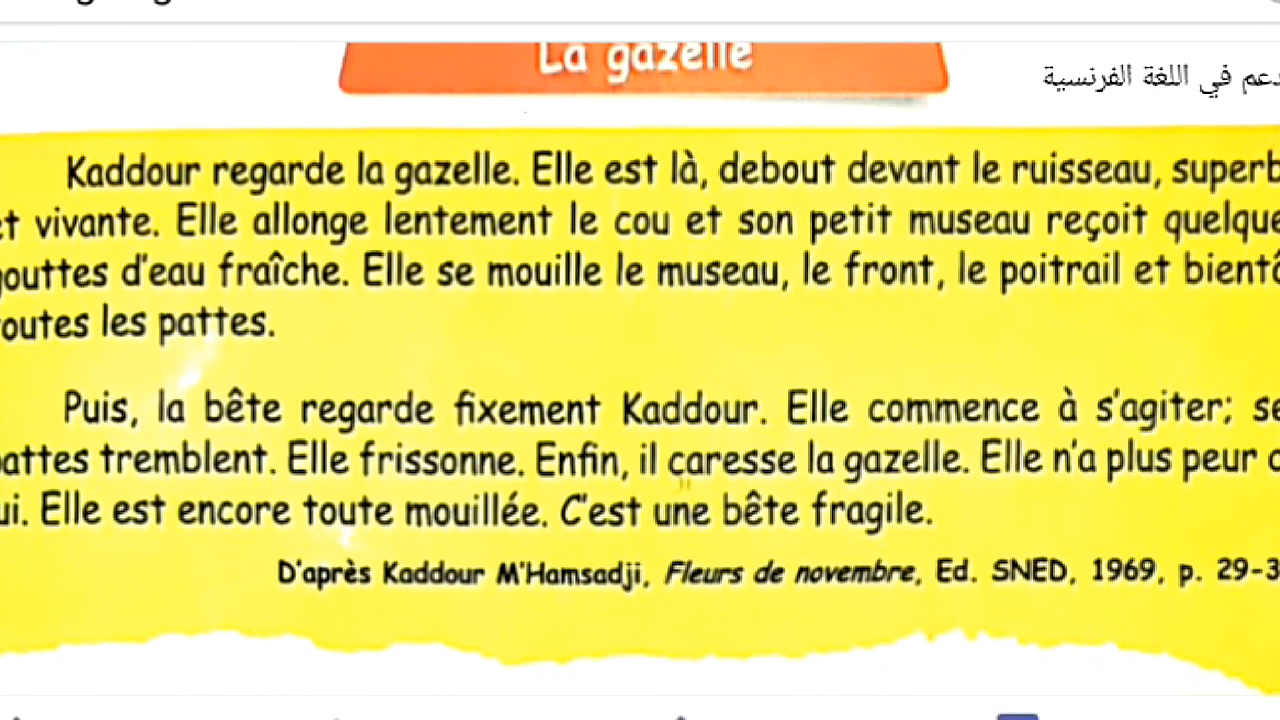 La gazelle
في اللغة الفرنسية
Kaddour regarde la gazelle. Elle est là, debout devant le ruisseau,
vivante. Elle allonge lentement le cou et son petit museau reçoit
d'eau fraîche. Elle se mouille le museau, le front, le poitrail et
les pattes.
Puis, la bête regarde fixement Kaddour. Elle commence à s'agiter;
tremblent. Elle frissonne. Enfin, il caresse la gazelle. Elle n'a plus peur
Elle est encore toute mouillée. C'est une bête fragile.
D'après Kaddour M'Hamsadji, Fleurs de novembre, Ed. SNED, 1969, p. 29-3